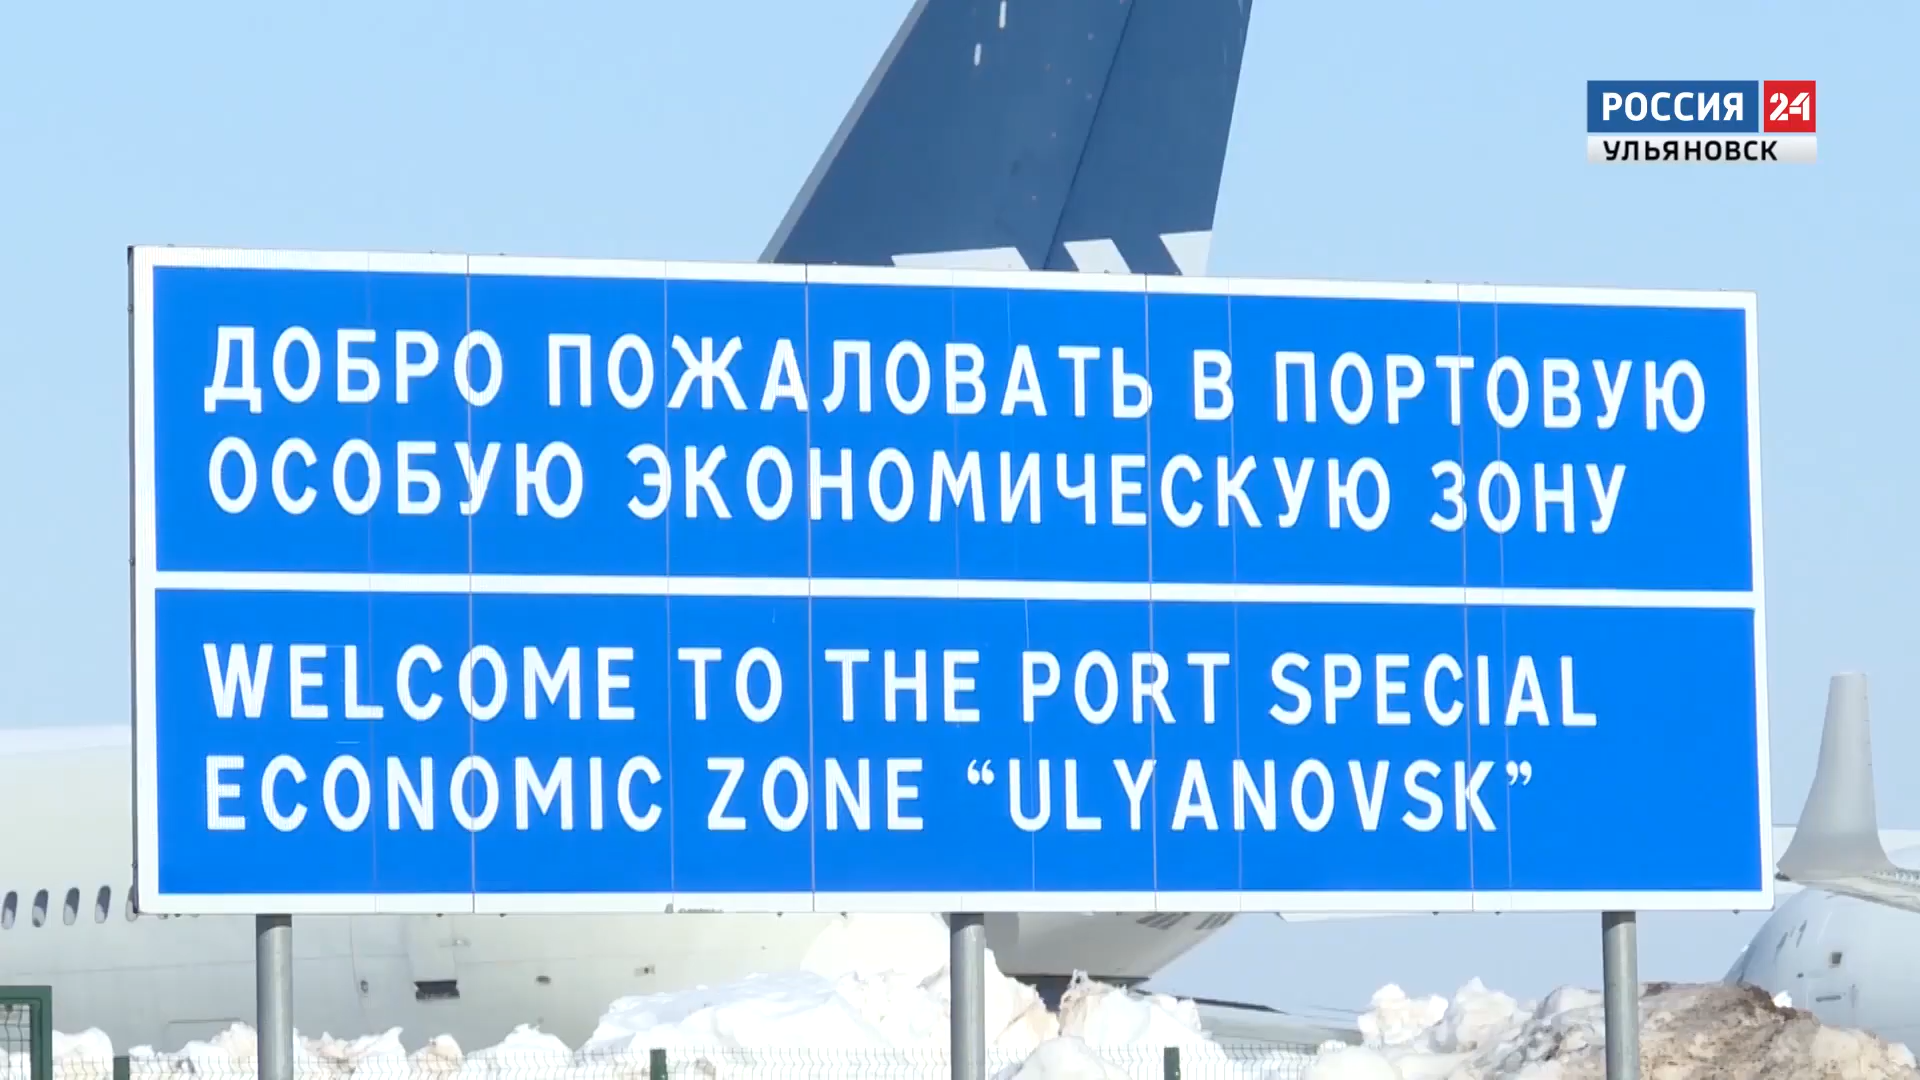 РОССИЯ 24
УЛЬЯНОВСК
ДОБРО ПОЖАЛОВАТЬ В ПОРТОВУЮ
ОСОБУЮ ЭКОНОМИЧЕСКУЮ ЗОНУ
WELCOME TO THE PORT SPECIAL
ECONOMIC ZONE “ULYANOVSK”